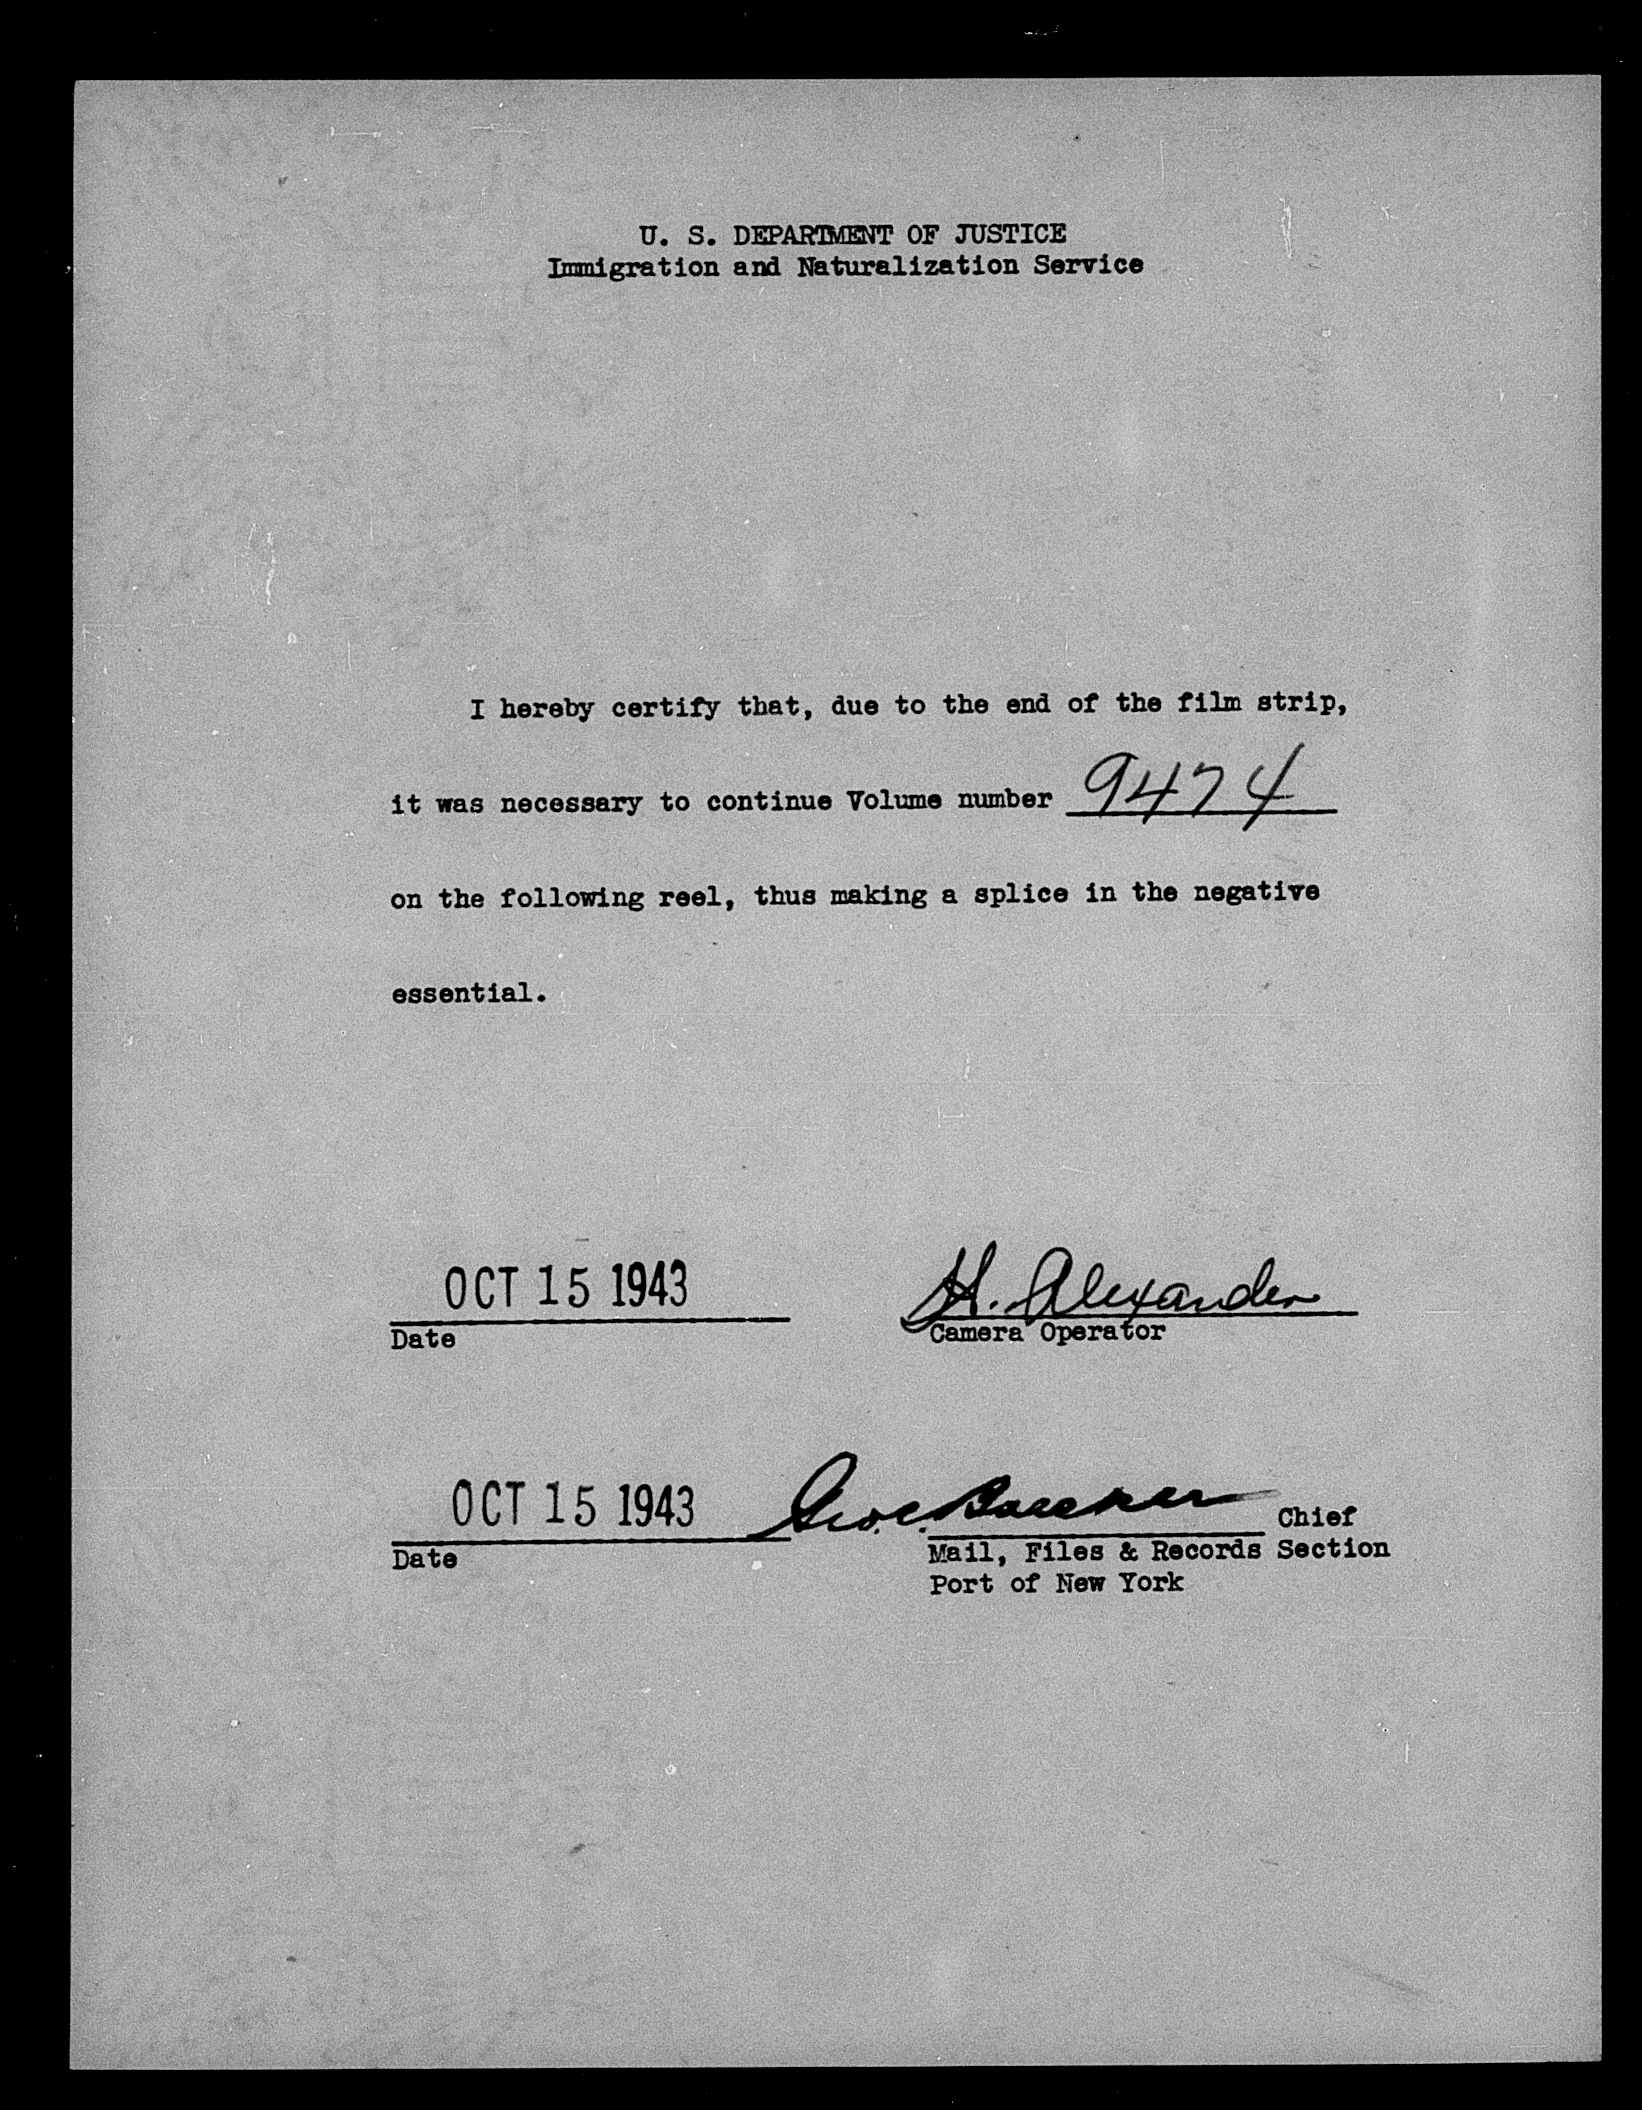 U. S. DEPARTMENT OF JUSTICE
Immigration and Naturalization Service
I hereby certify that, due to the end of the film strip,
it was necessary to continue Volume number 9474
on the following reel, thus making a splice in the negative
essential.
OCT 15 1943 H. Alexander
Date Camera Operator
OCT 15 1943 Geo. Chief
Date Mail, Files & Records Section
Port of New York